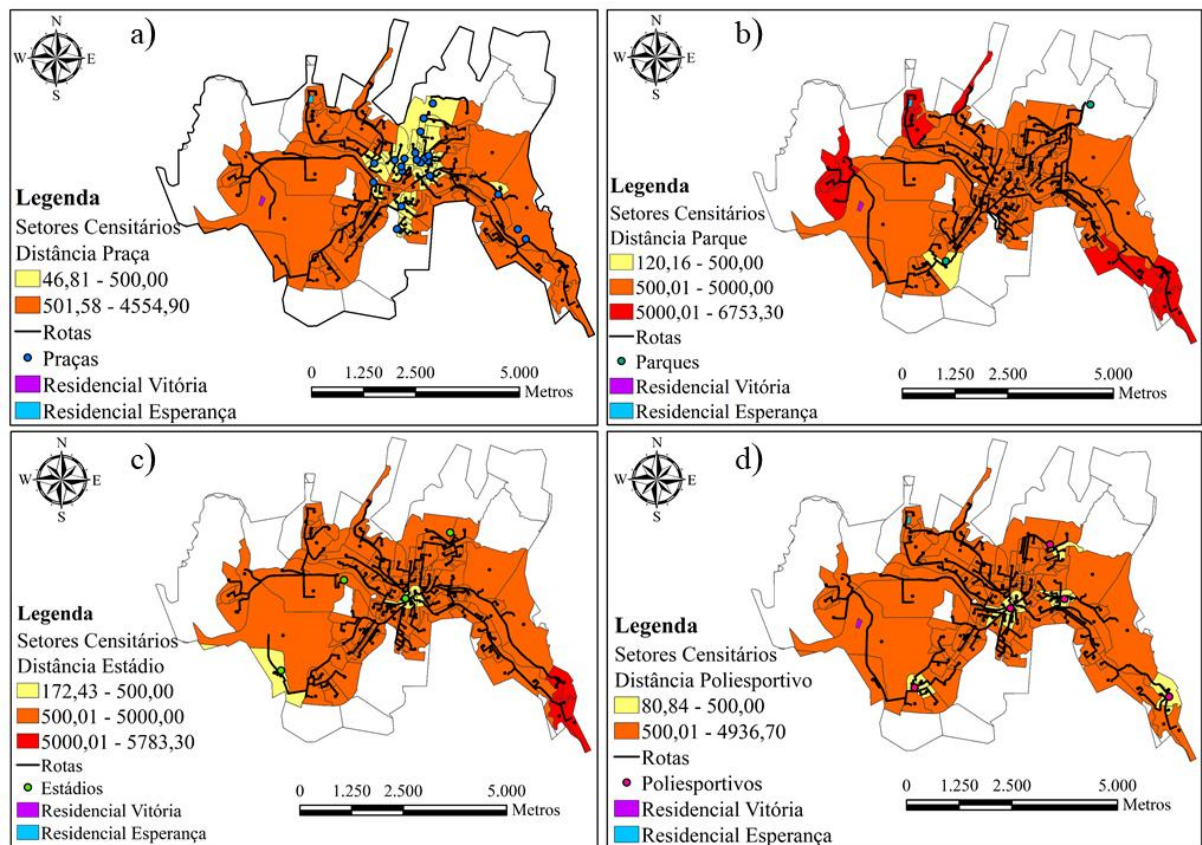 a)
N
W E
S
Legenda
Setores Censitários
Distância Praça
46,81 - 500,00
501,58 - 4554,90
Rotas
Praças
Residencial Vitória
Residencial Esperança
0 1.250 2.500 5.000
Metros
b)
N
W E
S
Legenda
Setores Censitários
Distância Parque
120,16 - 500,00
500,01 - 5000,00
5000,01 - 6753,30
Rotas
Parques
Residencial Vitória
Residencial Esperança
0 1.250 2.500 5.000
Metros
c)
N
W E
S
Legenda
Setores Censitários
Distância Estádio
172,43 - 500,00
500,01 - 5000,00
5000,01 - 5783,30
Rotas
Estádios
Residencial Vitória
Residencial Esperança
0 1.250 2.500 5.000
Metros
d)
N
W E
S
Legenda
Setores Censitários
Distância Poliesportivo
80,84 - 500,00
500,01 - 4936,70
Rotas
Poliesportivos
Residencial Vitória
Residencial Esperança
0 1.250 2.500 5.000
Metros